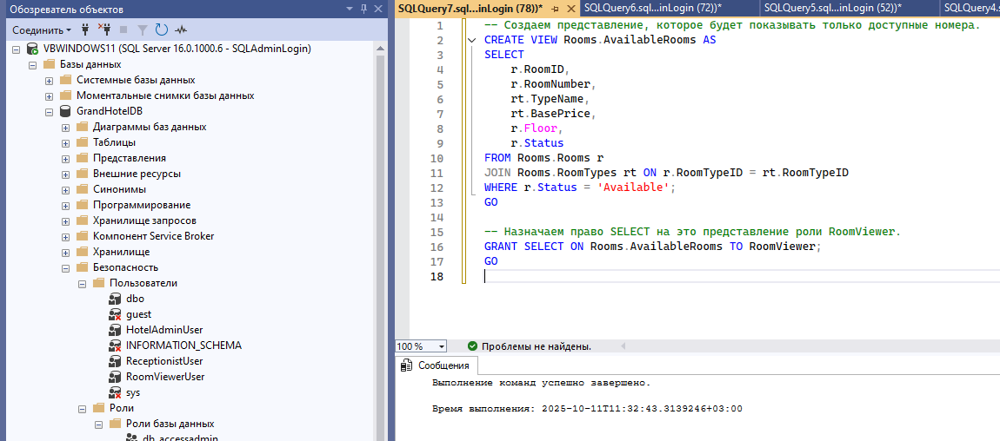 Обозреватель объектов
Соединить
VBWINDOWS11 (SQL Server 16.0.1000.6 - SQLAdminLogin)
Базы данных
Системные базы данных
Моментальные снимки базы данных
GrandHotelDB
Диаграммы баз данных
Таблицы
Представления
Внешние ресурсы
Синонимы
Программирование
Хранилище запросов
Компонент Service Broker
Хранилище
Безопасность
Пользователи
dbo
guest
HotelAdminUser
INFORMATION_SCHEMA
ReceptionistUser
RoomViewerUser
sys
Роли
Роли базы данных
db_accessadmin
SQLQuery7.sql...inLogin (78))*
SQLQuery6.sql...inLogin (72))*
SQLQuery5.sql...inLogin (52))*
SQLQuery4.s
1 -- Создаем представление, которое будет показывать только доступные номера.
2 CREATE VIEW Rooms.AvailableRooms AS
3 SELECT
4 r.RoomID,
5 r.RoomNumber,
6 rt.TypeName,
7 rt.BasePrice,
8 r.Floor,
9 r.Status
10 FROM Rooms.Rooms r
11 JOIN Rooms.RoomTypes rt ON r.RoomTypeID = rt.RoomTypeID
12 WHERE r.Status = 'Available';
13 GO
14
15 -- Назначаем право SELECT на это представление роли RoomViewer.
16 GRANT SELECT ON Rooms.AvailableRooms TO RoomViewer;
17 GO
18
100 %
Проблемы не найдены.
Сообщения
Выполнение команд успешно завершено.
Время выполнения: 2025-10-11T11:32:43.3139246+03:00